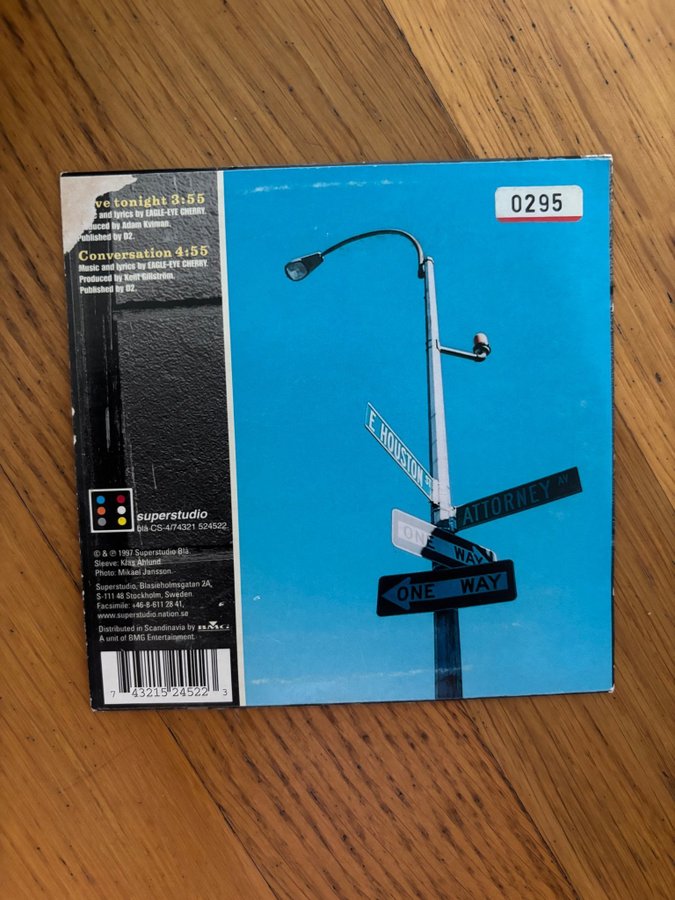 tonight 3:55
and lyrics by EAGLE-EYE CHERRY.
Produced by Adam Kviman.
Published by D2.
Conversation 4:55
Music and lyrics by EAGLE-EYE CHERRY.
Produced by Kent Gillström.
Published by D2.
superstudio
blå CS-4/74321 524522
© & ℗ 1997 Superstudio Blå
Sleeve: Klas Åhlund.
Photo: Mikael Jansson.
Superstudio, Blasieholmsgatan 2A,
S-111 48 Stockholm, Sweden.
Facsimile: +46-8-611 28 41,
www.superstudio.nation.se
Distributed in Scandinavia by BMG
A unit of BMG Entertainment.
7 43215 24522 3
0295
E. HOUSTON ST
ATTORNEY AV
ONE WAY
ONE WAY